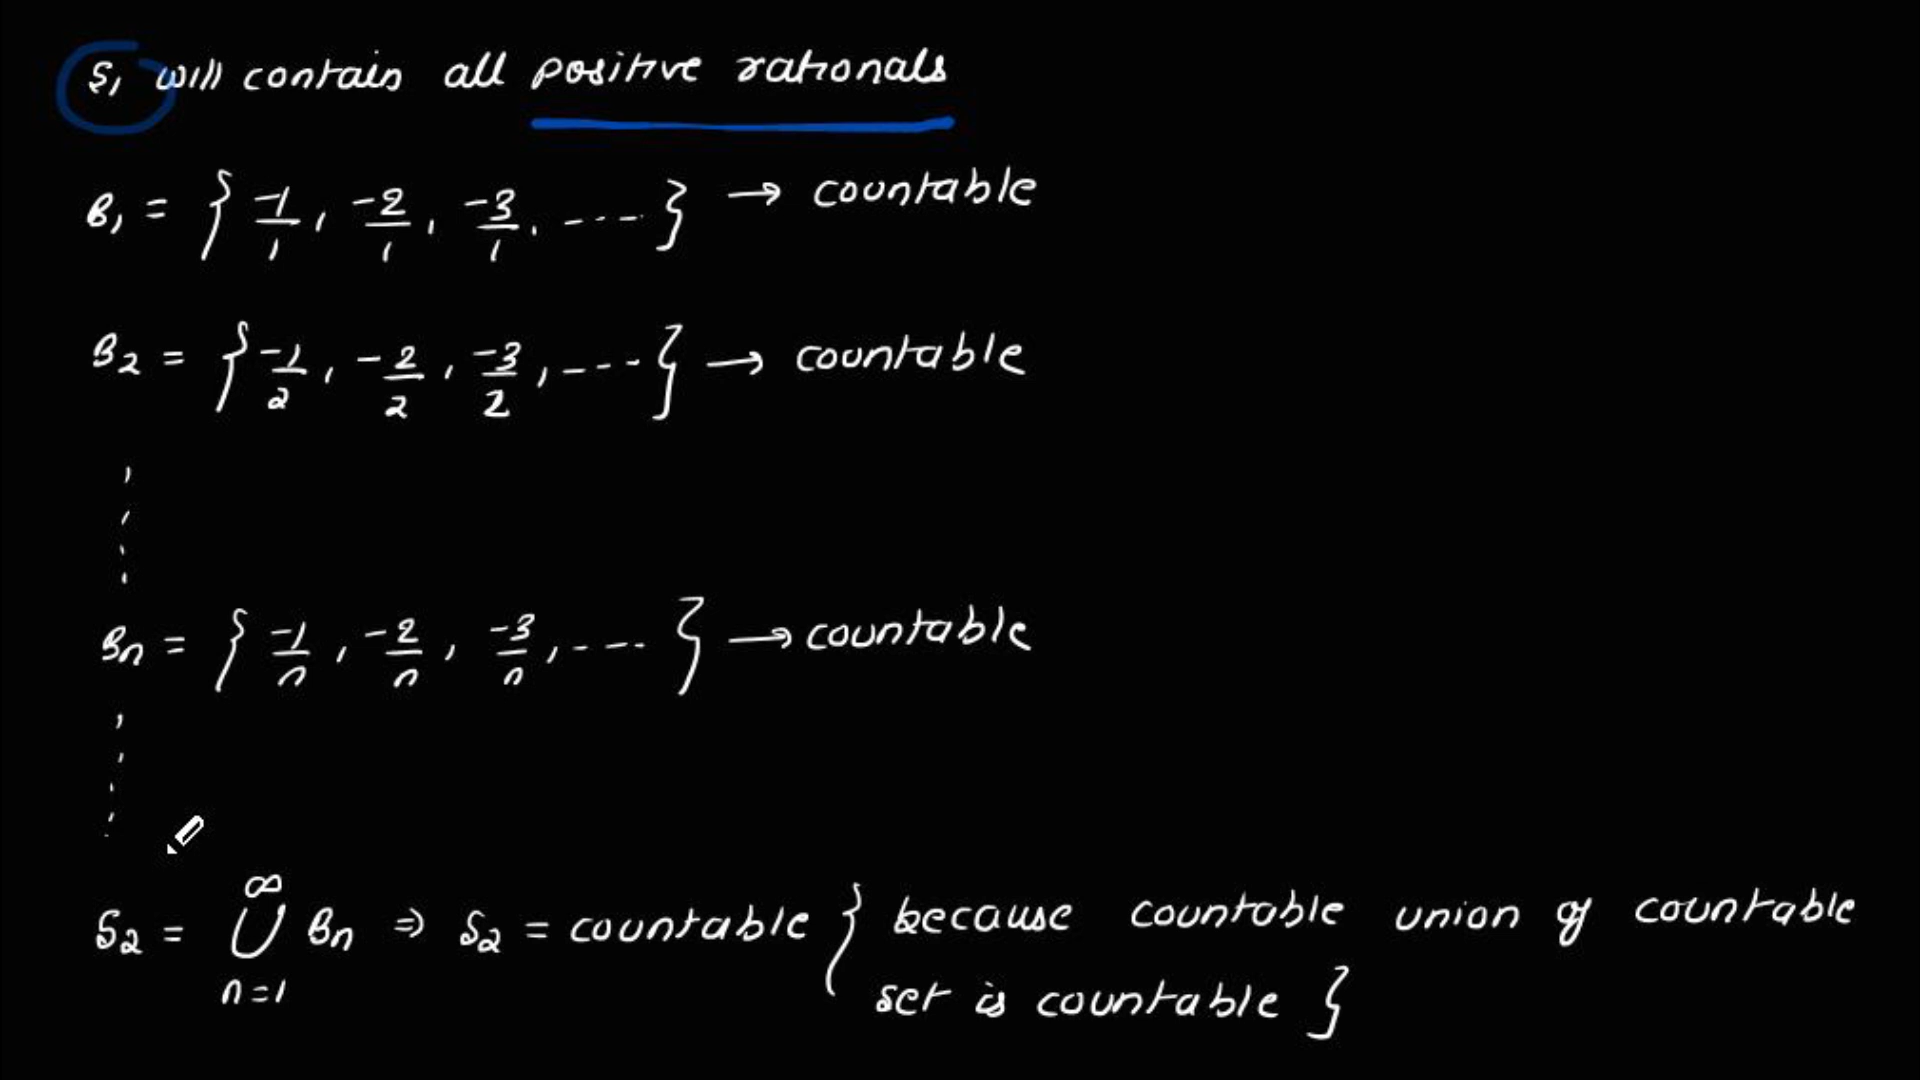 S₁ will contain all positive rationals
B₁ = { -1/1, -2/1, -3/1, ---- } → countable
B₂ = { -1/2, -2/2, -3/2, ---- } → countable
Bn = { -1/n, -2/n, -3/n, ---- } → countable
S₂ = ∞⋃n=1 Bn ⇒ S₂ = countable { because countable union of countable
set is countable }